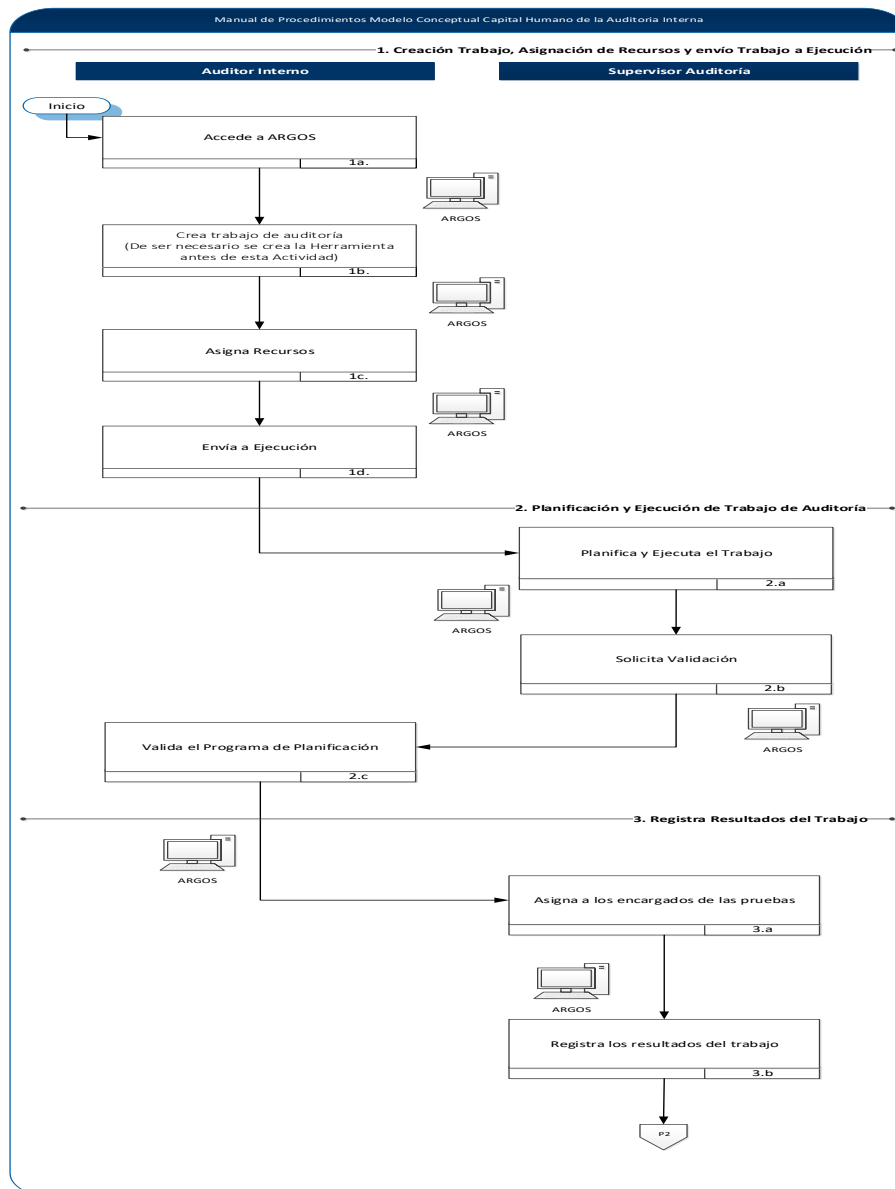 Manual de Procedimientos Modelo Conceptual Capital Humano de la Auditoria Interna
1. Creación Trabajo, Asignación de Recursos y envío Trabajo a Ejecución
Auditor Interno
Supervisor Auditoría
Inicio
Accede a ARGOS
1a.
ARGOS
Crea trabajo de auditoría
(De ser necesario se crea la Herramienta
antes de esta Actividad)
1b.
ARGOS
Asigna Recursos
1c.
ARGOS
Envía a Ejecución
1d.
2. Planificación y Ejecución de Trabajo de Auditoría
Planifica y Ejecuta el Trabajo
2.a
ARGOS
Solicita Validación
2.b
ARGOS
Valida el Programa de Planificación
2.c
3. Registra Resultados del Trabajo
ARGOS
Asigna a los encargados de las pruebas
3.a
ARGOS
Registra los resultados del trabajo
3.b
P2